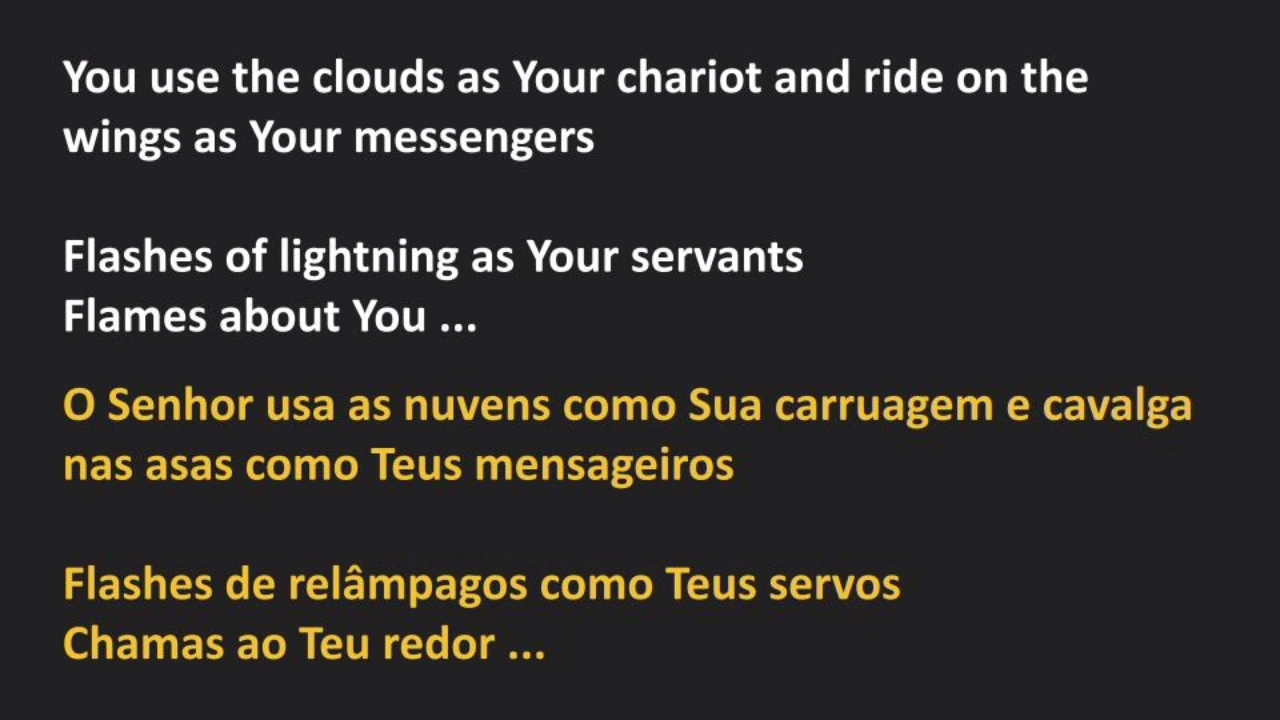 You use the clouds as Your chariot and ride on the
wings as Your messengers
Flashes of lightning as Your servants
Flames about You ...
O Senhor usa as nuvens como Sua carruagem e cavalga
nas asas como Teus mensageiros
Flashes de relâmpagos como Teus servos
Chamas ao Teu redor ...